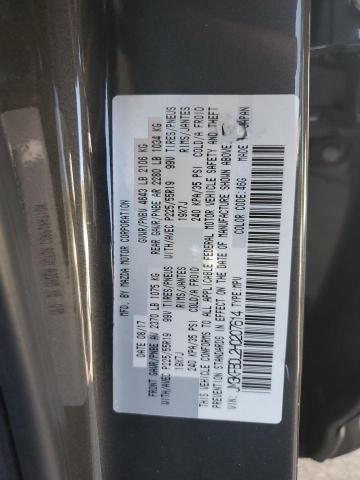 MFD. BY MAZDA MOTOR CORPORATION
08/17 GVWR/PNBV 4643 LB 2106 KG
FRONT GAWR/PNBE AV 2370 LB 1075 KG REAR GAWR/PNBE AR 2280 LB 1034 KG
WITH/AVEC P225/55R19 99V TIRES/PNEUS WITH/AVEC P225/55R19 99V TIRES/PNEUS
19X7J RIMS/JANTES 19X7J RIMS/JANTES
240 KPA/35 PSI COLD/A FROID 240 KPA/35 PSI COLD/A FROID
THIS VEHICLE CONFORMS TO ALL APPLICABLE FEDERAL MOTOR VEHICLE SAFETY AND THEFT
PREVENTION STANDARDS IN EFFECT ON THE DATE OF MANUFACTURE SHOWN ABOVE.
VIN: JM3KFBCL2H0207614 TYPE: MPV COLOR CODE: 46G JAPAN